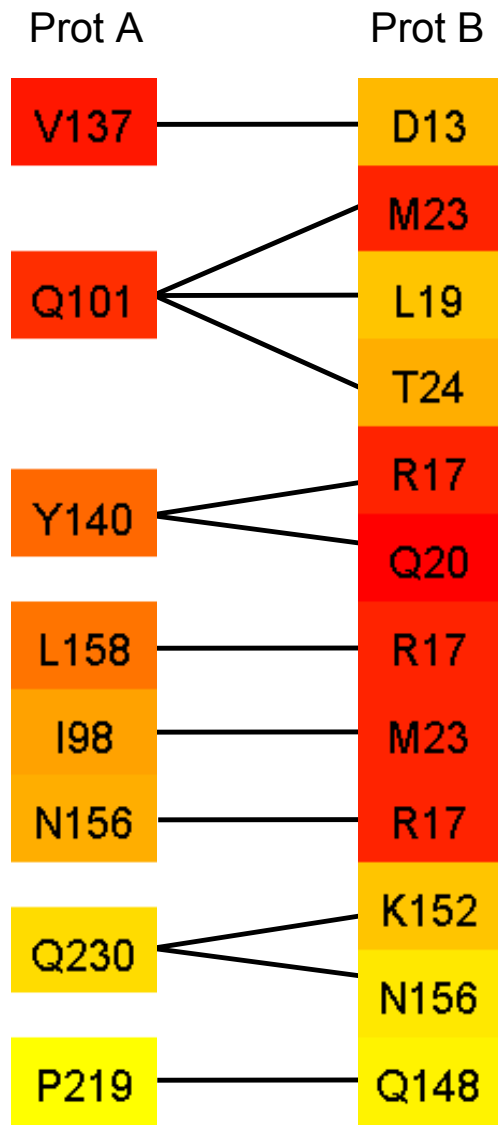 Prot A Prot B
V137 D13
M23
Q101 L19
T24
R17
Y140
Q20
L158 R17
I98 M23
N156 R17
K152
Q230
N156
P219 Q148